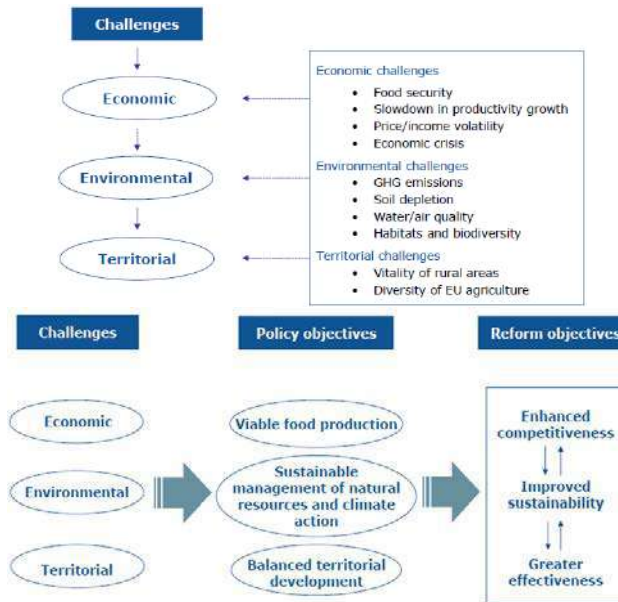 Challenges
Economic
Environmental
Territorial
Economic challenges
• Food security
• Slowdown in productivity growth
• Price/income volatility
• Economic crisis
Environmental challenges
• GHG emissions
• Soil depletion
• Water/air quality
• Habitats and biodiversity
Territorial challenges
• Vitality of rural areas
• Diversity of EU agriculture
Challenges
Policy objectives
Reform objectives
Economic
Environmental
Territorial
Viable food production
Sustainable
management of natural
resources and climate
action
Balanced territorial
development
Enhanced
competitiveness
Improved
sustainability
Greater
effectiveness